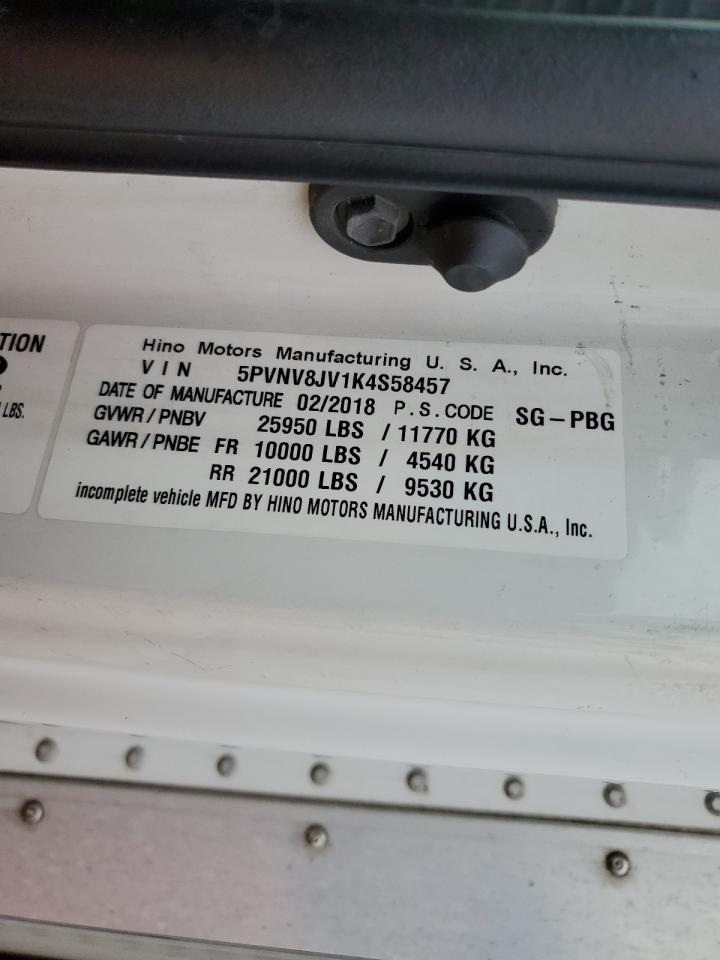 TION
LBS.
Hino Motors Manufacturing U. S. A., Inc.
VIN 5PVNV8JV1K4S58457
DATE OF MANUFACTURE 02/2018 P.S.CODE SG-PBG
GVWR/PNBV 25950 LBS / 11770 KG
GAWR/PNBE FR 10000 LBS / 4540 KG
RR 21000 LBS / 9530 KG
incomplete vehicle MFD BY HINO MOTORS MANUFACTURING U.S.A., Inc.